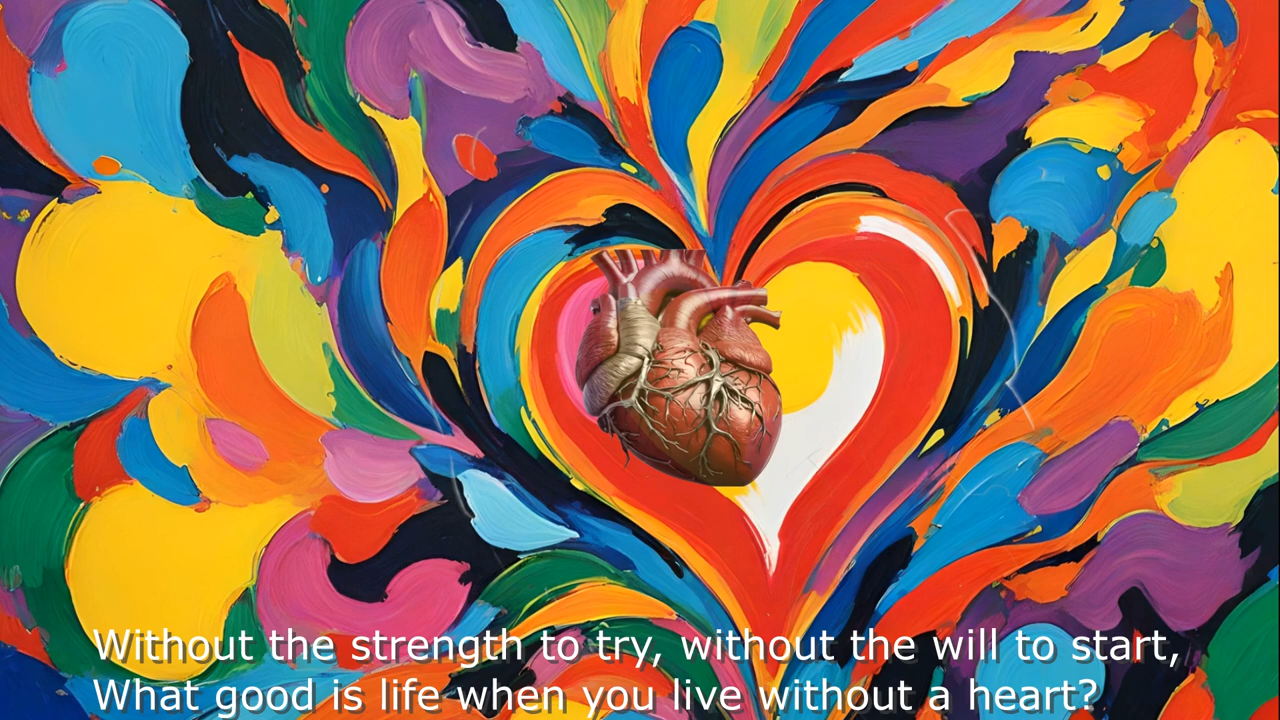 Without the strength to try, without the will to start,
What good is life when you live without a heart?